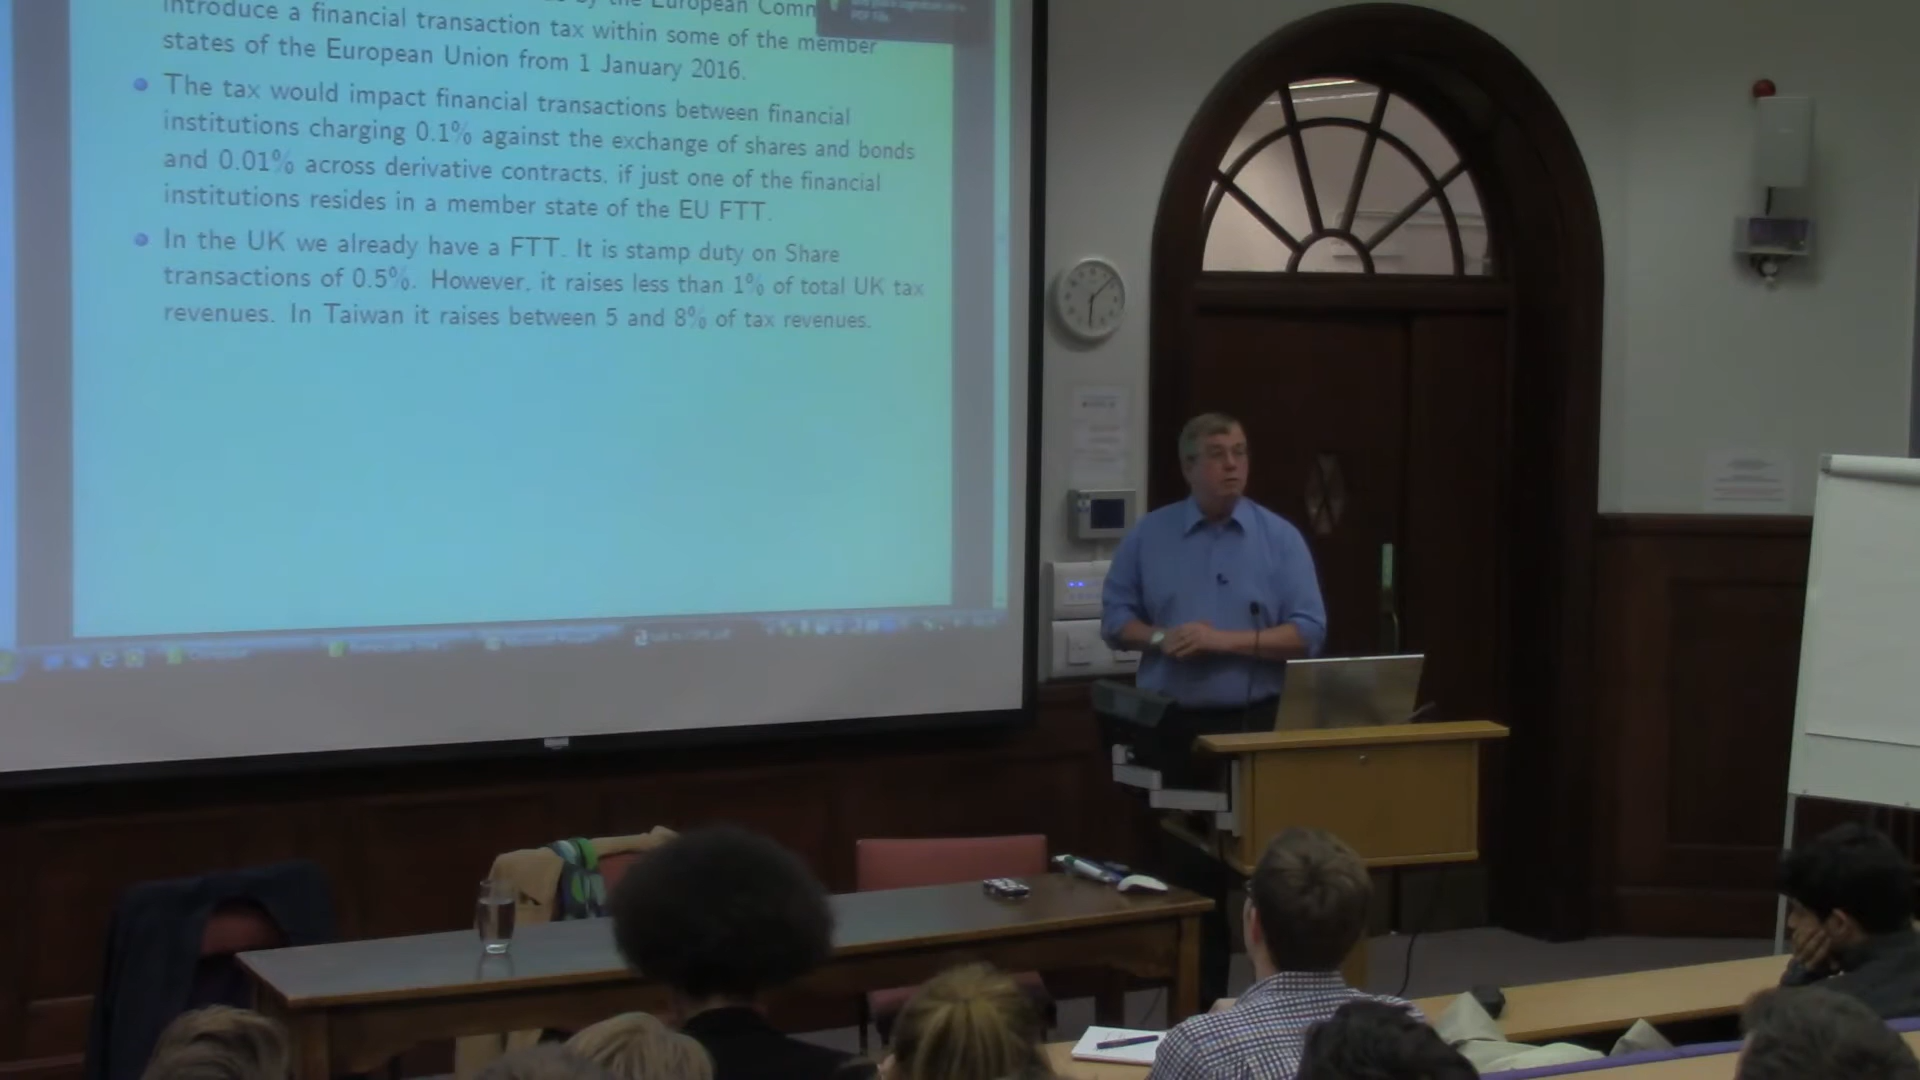 by the European Comm
introduce a financial transaction tax within some of the member
states of the European Union from 1 January 2016.
The tax would impact financial transactions between financial
institutions charging 0.1% against the exchange of shares and bonds
and 0.01% across derivative contracts, if just one of the financial
institutions resides in a member state of the EU FTT.
In the UK we already have a FTT. It is stamp duty on Share
transactions of 0.5%. However, it raises less than 1% of total UK tax
revenues. In Taiwan it raises between 5 and 8% of tax revenues.